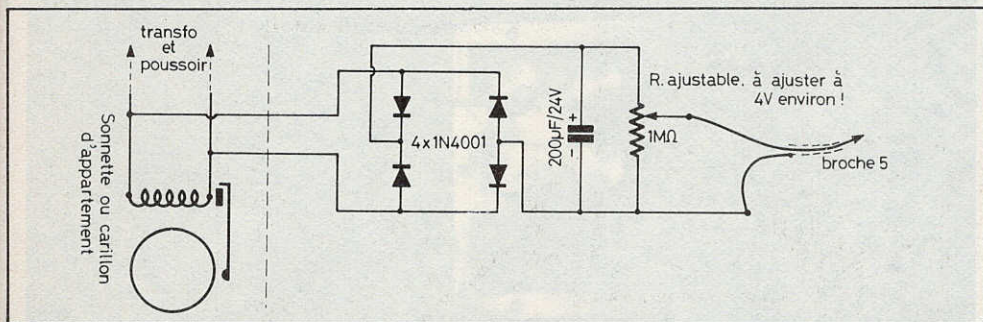 transfo
et
poussoir
Sonnette ou carillon
d'appartement
4x1N4001
200µF/24V
+
-
R. ajustable, à ajuster à
4V environ !
1MΩ
broche 5